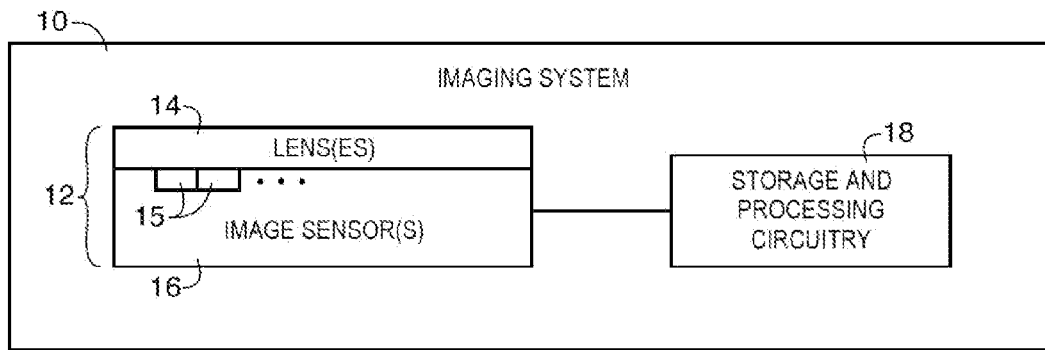 10
IMAGING SYSTEM
14
LENS(ES)
12
15
IMAGE SENSOR(S)
16
18
STORAGE AND
PROCESSING
CIRCUITRY